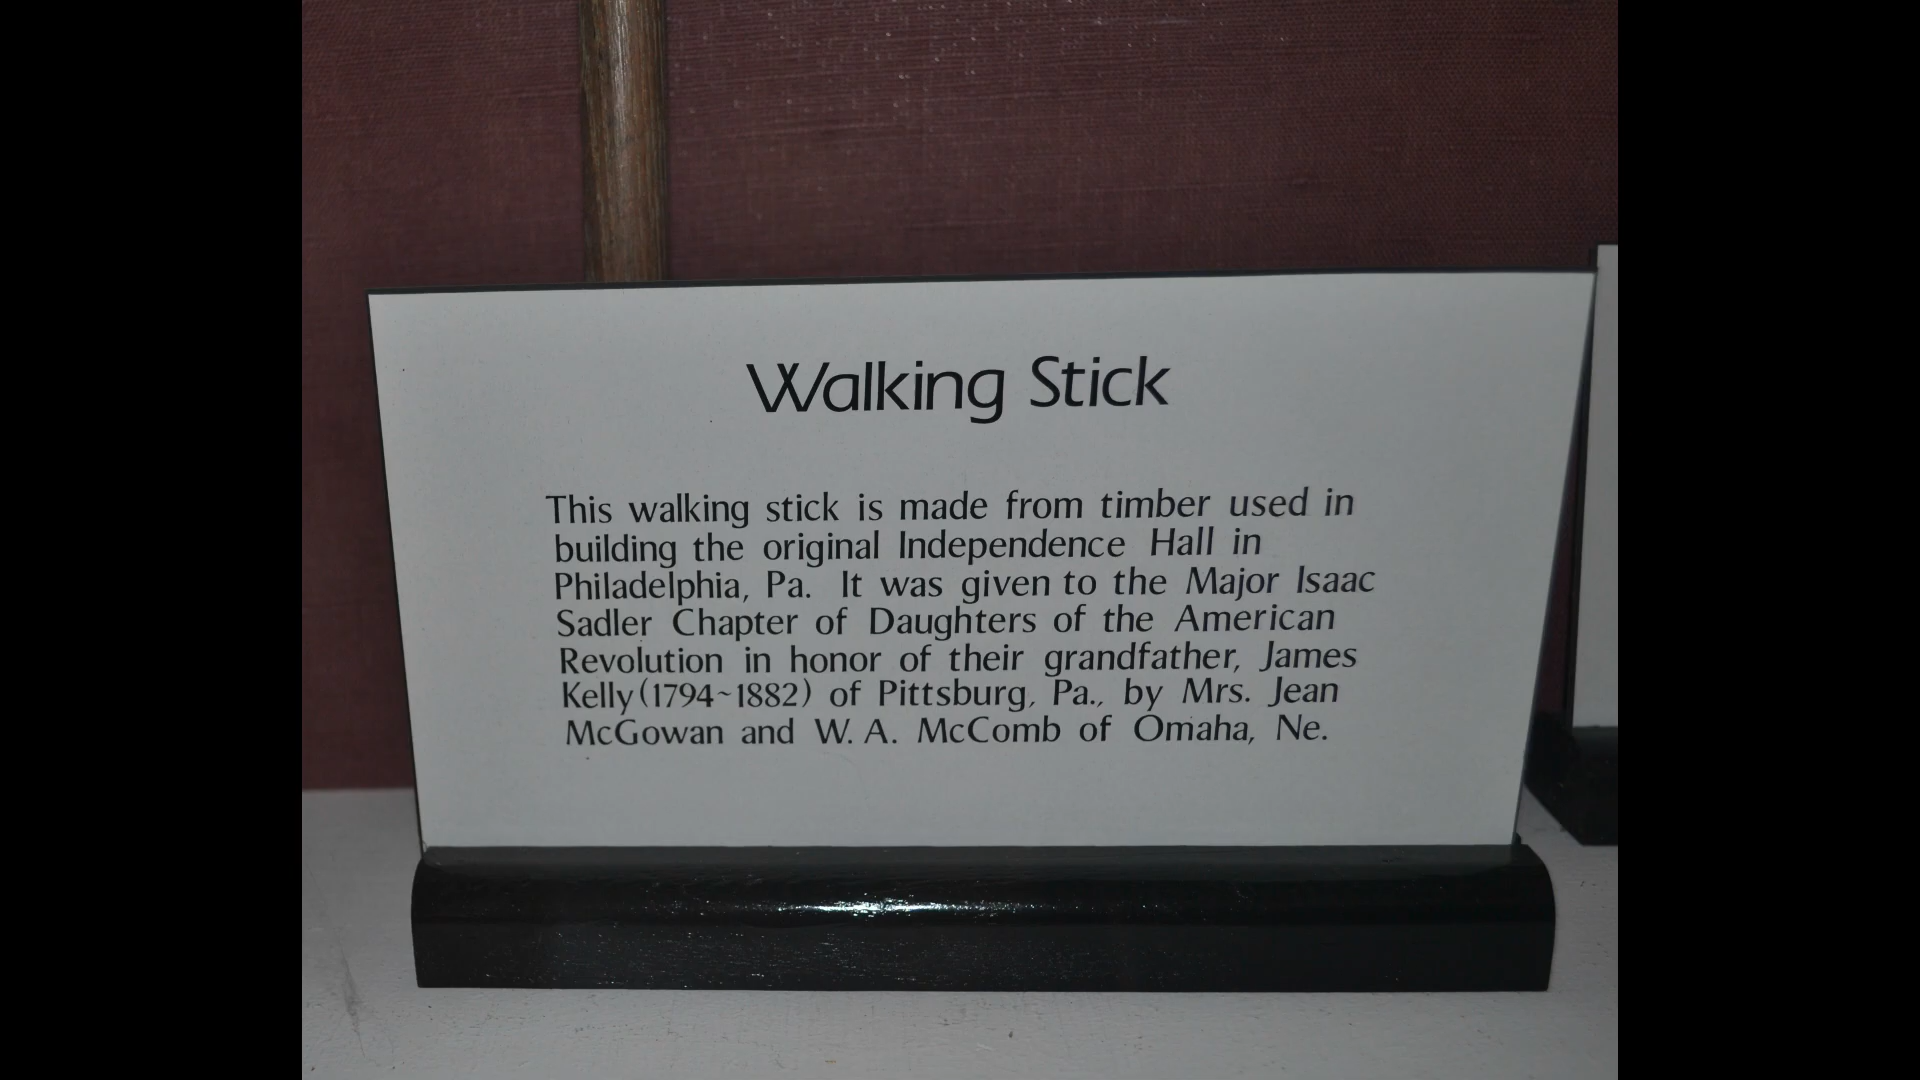 Walking Stick
This walking stick is made from timber used in
building the original Independence Hall in
Philadelphia, Pa. It was given to the Major Isaac
Sadler Chapter of Daughters of the American
Revolution in honor of their grandfather, James
Kelly (1794~1882) of Pittsburg, Pa., by Mrs. Jean
McGowan and W. A. McComb of Omaha, Ne.